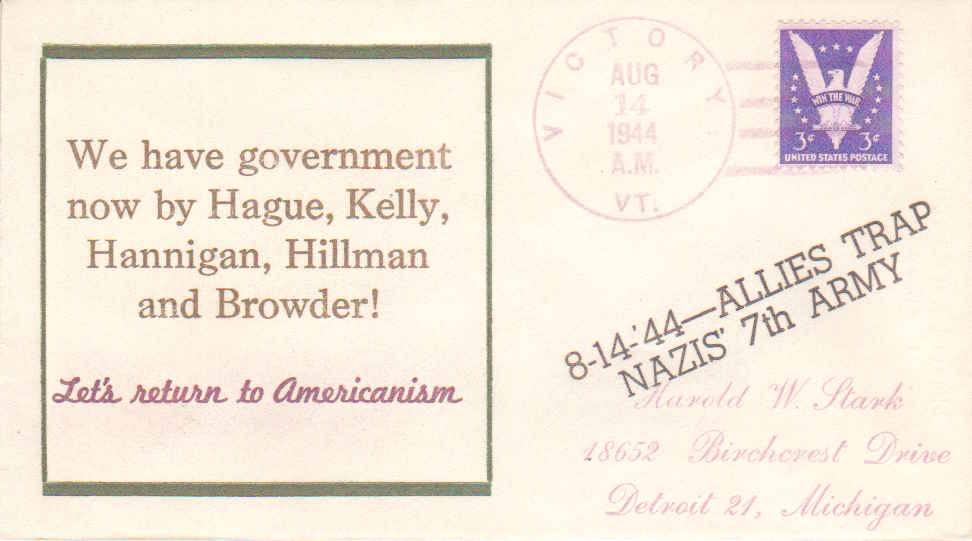 We have government
now by Hague, Kelly,
Hannigan, Hillman
and Browder!
Let's return to Americanism
VICTORY
AUG
14
1944
A.M.
VT.
WIN THE WAR
3¢ 3¢
UNITED STATES POSTAGE
8-14-'44—ALLIES TRAP
NAZIS' 7th ARMY
Harold W. Stark
18652 Birchcrest Drive
Detroit 21, Michigan